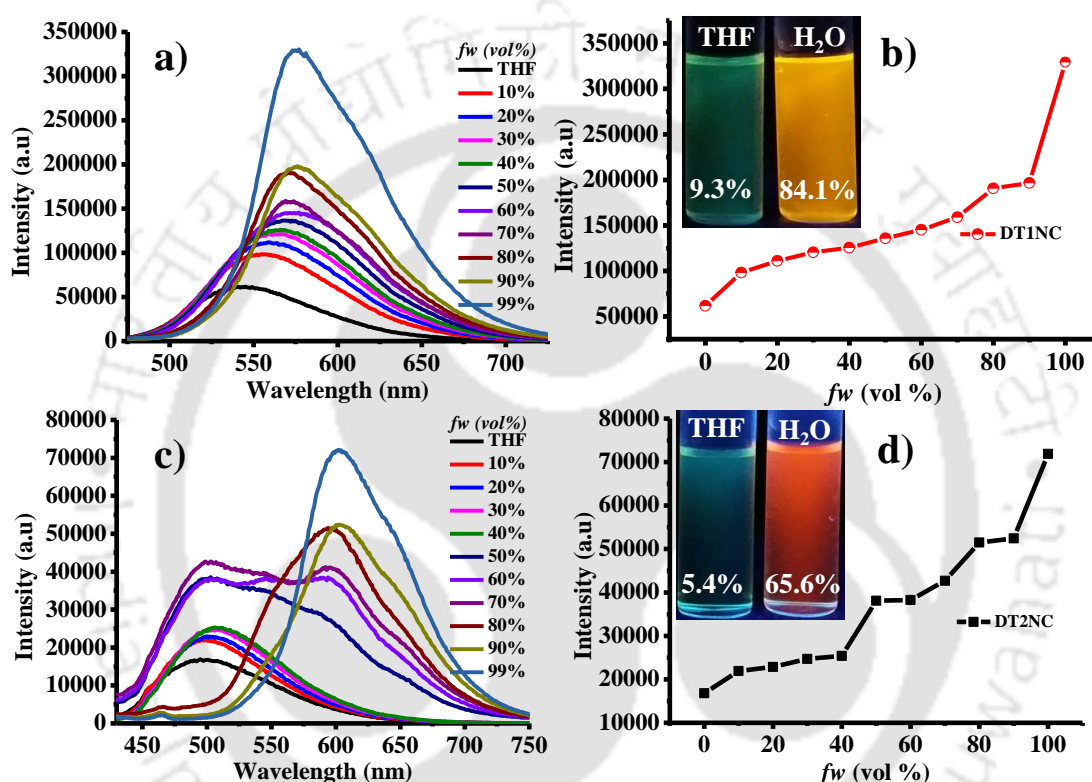 a)
fw (vol%)
THF
10%
20%
30%
40%
50%
60%
70%
80%
90%
99%
350000
300000
250000
200000
150000
100000
50000
0
Intensity (a.u)
500 550 600 650 700
Wavelength (nm)
b)
THF H₂O
9.3% 84.1%
DT1NC
350000
300000
250000
200000
150000
100000
50000
Intensity (a.u)
0 20 40 60 80 100
fw (vol %)
c)
fw (vol%)
THF
10%
20%
30%
40%
50%
60%
70%
80%
90%
99%
80000
70000
60000
50000
40000
30000
20000
10000
0
Intensity (a.u)
450 500 550 600 650 700 750
Wavelength (nm)
d)
THF H₂O
5.4% 65.6%
DT2NC
80000
70000
60000
50000
40000
30000
20000
10000
Intensity (a.u)
0 20 40 60 80 100
fw (vol %)